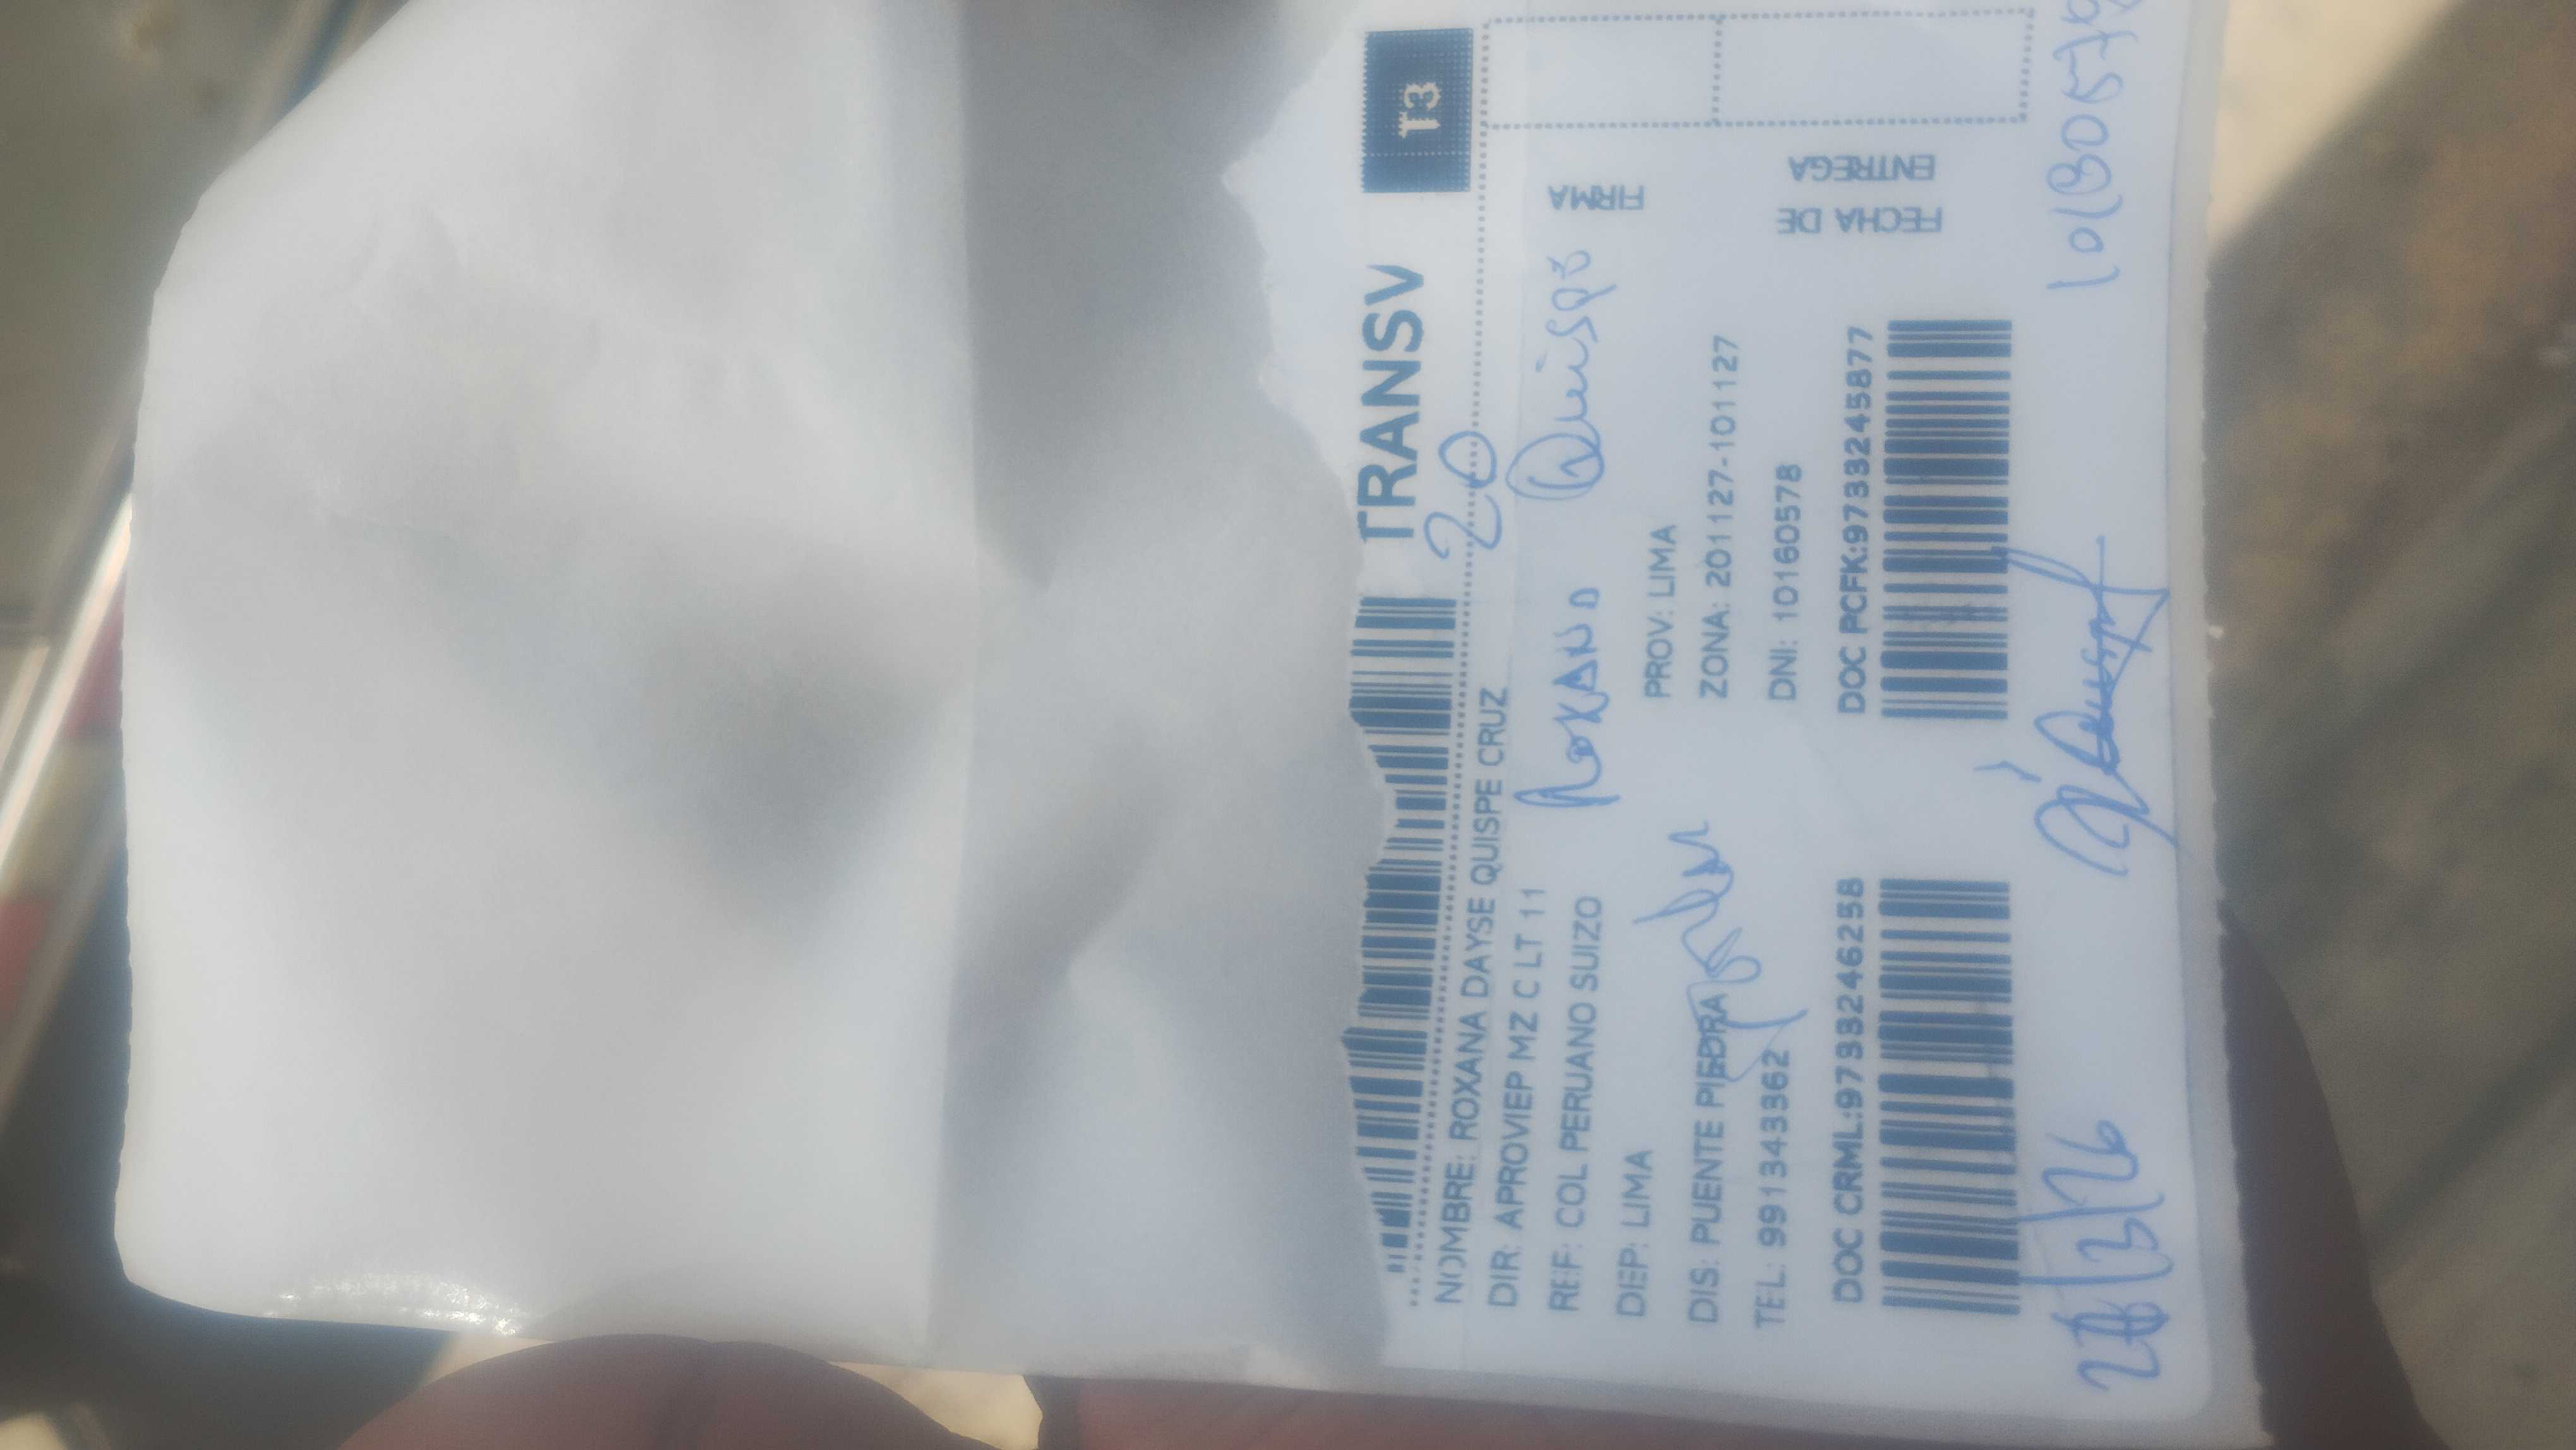 TRANSV T3
20
NOMBRE: ROXANA DAYSE QUISPE CRUZ
DIR: APROVIEP MZ C LT 11
Roxana Quispe
REF: COL PERUANO SUIZO
FIRMA
DEP: LIMA PROV: LIMA
DIS: PUENTE PIEDRA ZONA: 201127-101127
TEL: 991343362 DNI: 10160578
FECHA DE ENTREGA
DOC CRML:9733246258 DOC PCFK:9733245877